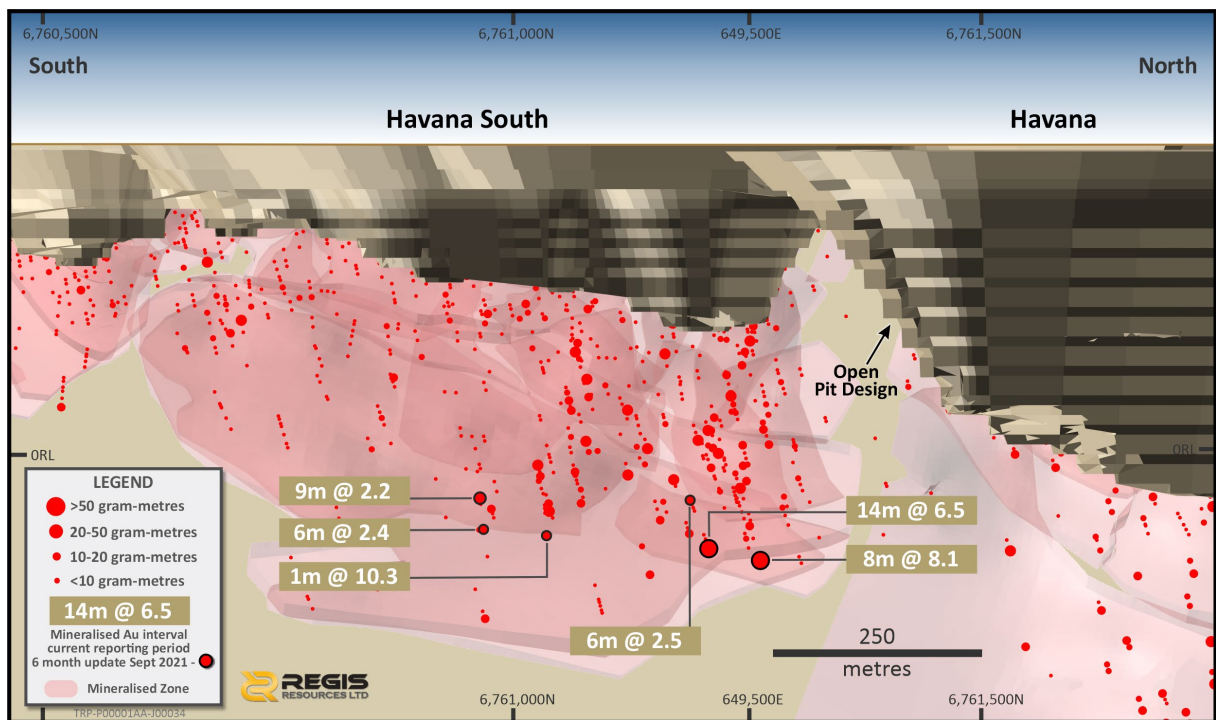 6,760,500N
6,761,000N
649,500E
6,761,500N
South
North
Havana South
Havana
Open
Pit Design
0RL
0RL
LEGEND
>50 gram-metres
20-50 gram-metres
10-20 gram-metres
<10 gram-metres
14m @ 6.5
Mineralised Au interval
current reporting period
6 month update Sept 2021 -
Mineralised Zone
TRP-P00001AA-J00034
9m @ 2.2
6m @ 2.4
1m @ 10.3
14m @ 6.5
8m @ 8.1
6m @ 2.5
250
metres
REGIS
RESOURCES LTD
6,761,000N
649,500E
6,761,500N